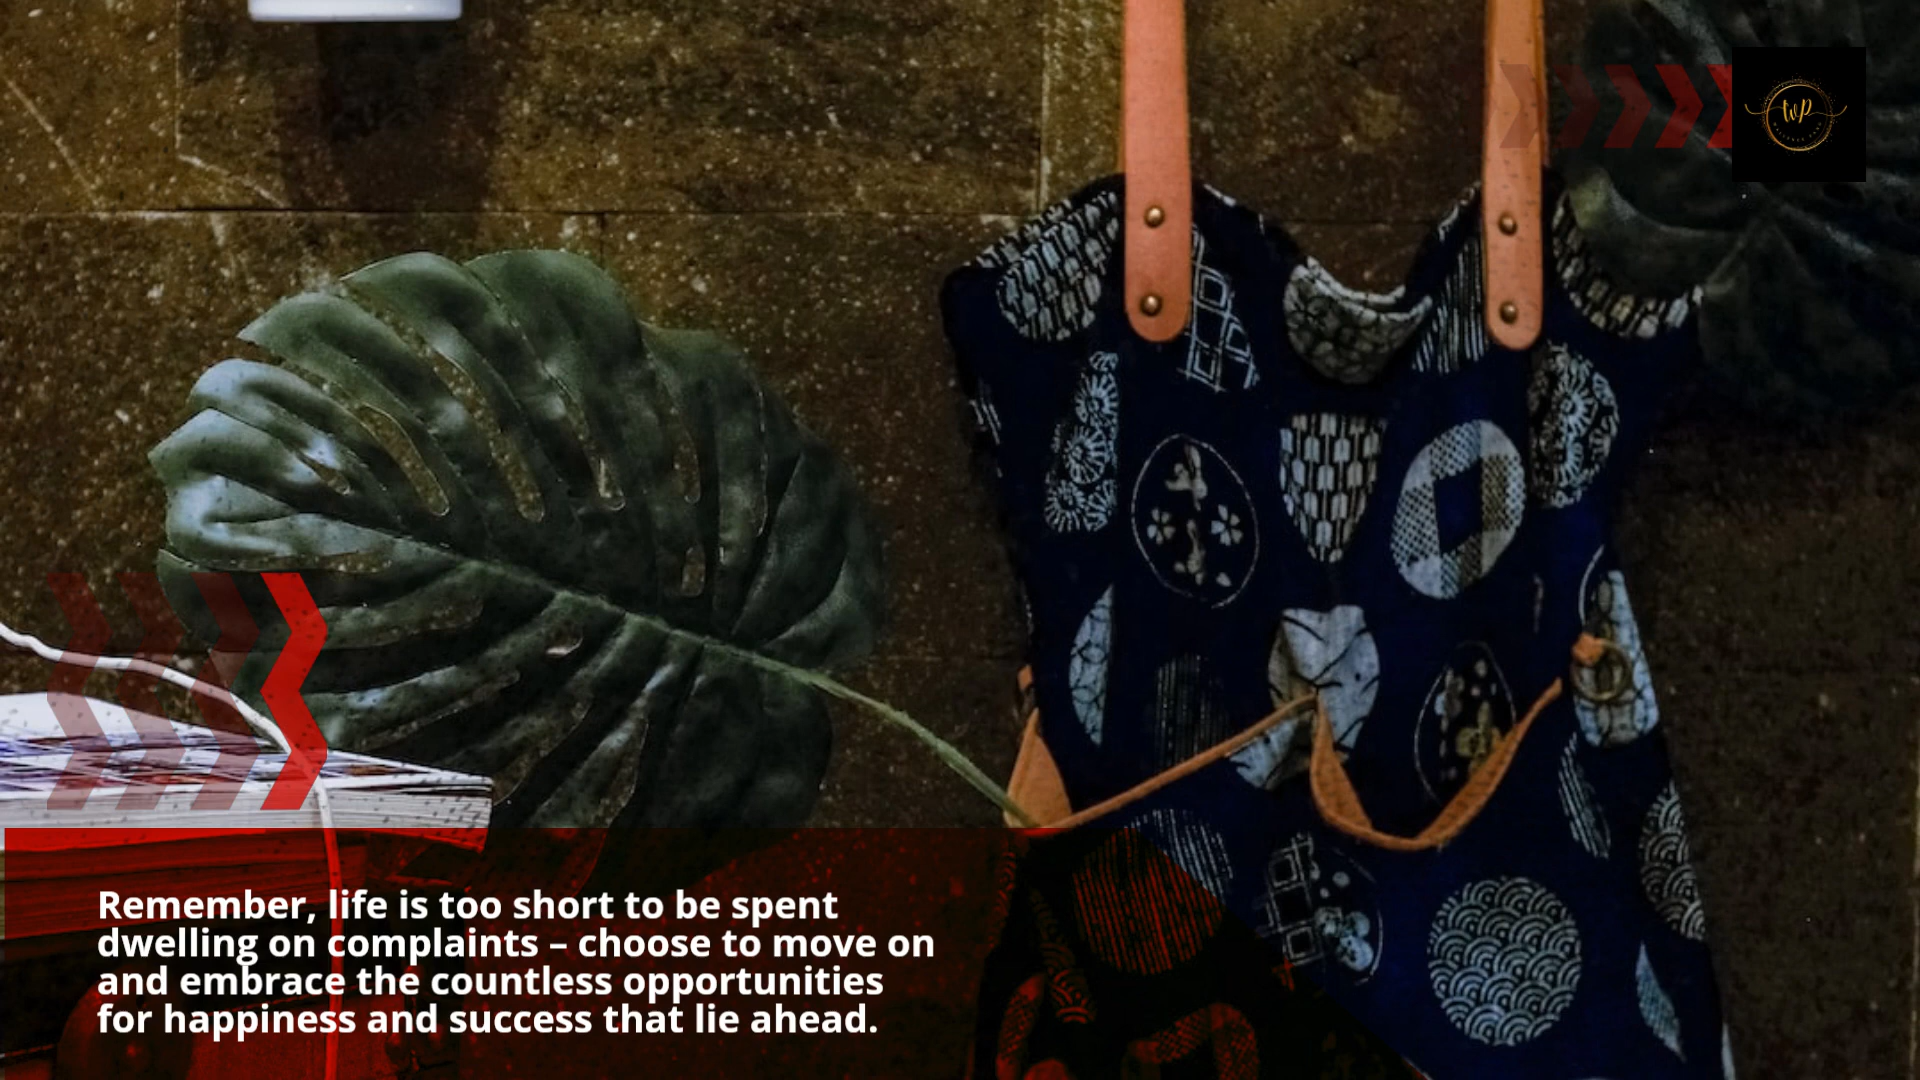 twp
Remember, life is too short to be spent
dwelling on complaints – choose to move on
and embrace the countless opportunities
for happiness and success that lie ahead.